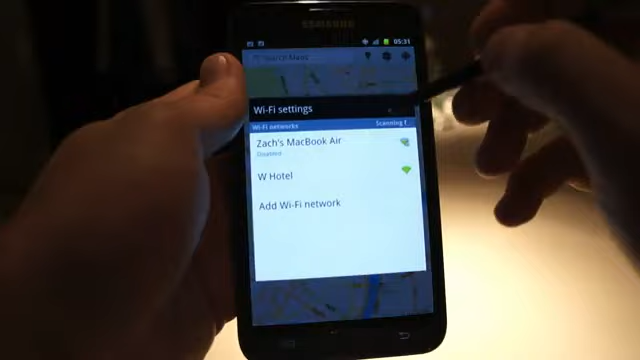 SAMSUNG
05:31
Search Maps
Wi-Fi settings
Wi-Fi networks
Scanning
Zach's MacBook Air
Disabled
W Hotel
Add Wi-Fi network